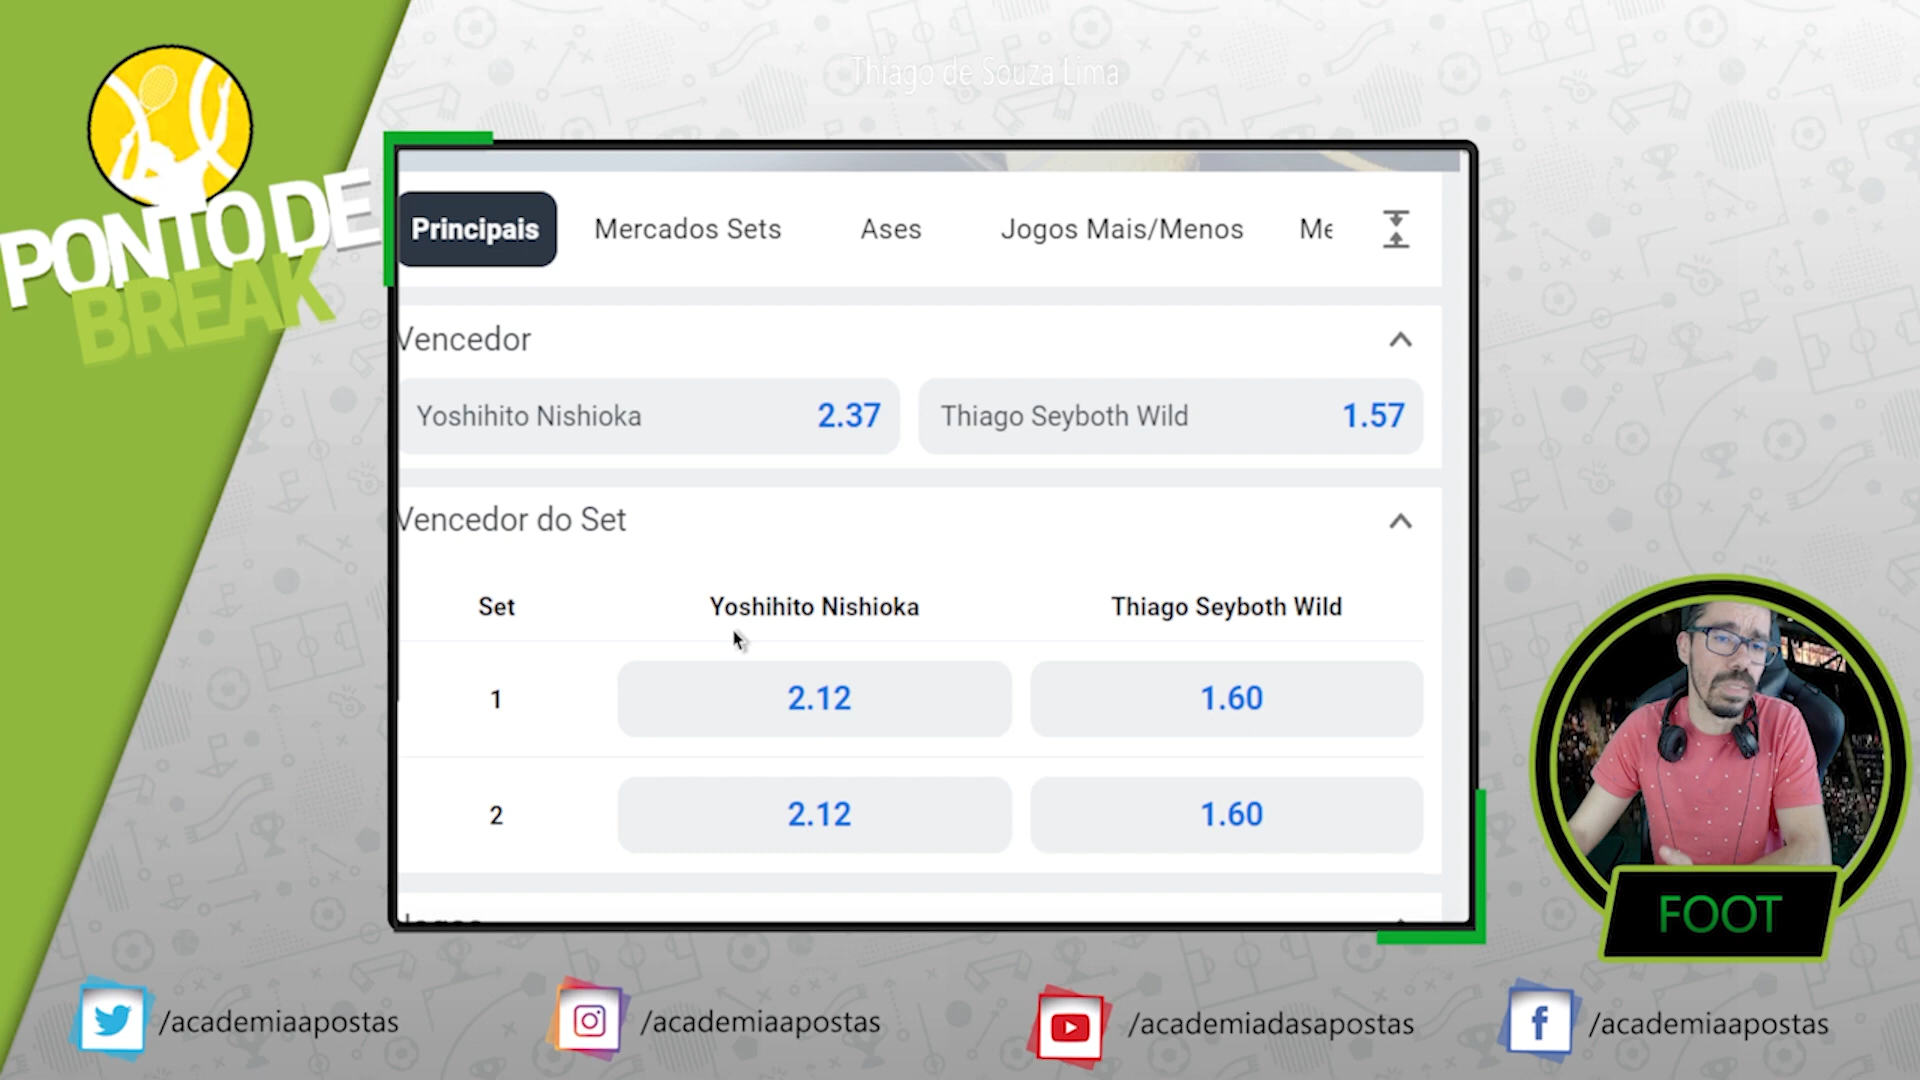 Thiago de Souza Lima
PONTO DE
BREAK
Principais
Mercados Sets
Ases
Jogos Mais/Menos
Me
Vencedor
Yoshihito Nishioka 2.37
Thiago Seyboth Wild 1.57
Vencedor do Set
Set Yoshihito Nishioka Thiago Seyboth Wild
1 2.12 1.60
2 2.12 1.60
FOOT
/academiaapostas
/academiaapostas
/academiadasapostas
/academiaapostas